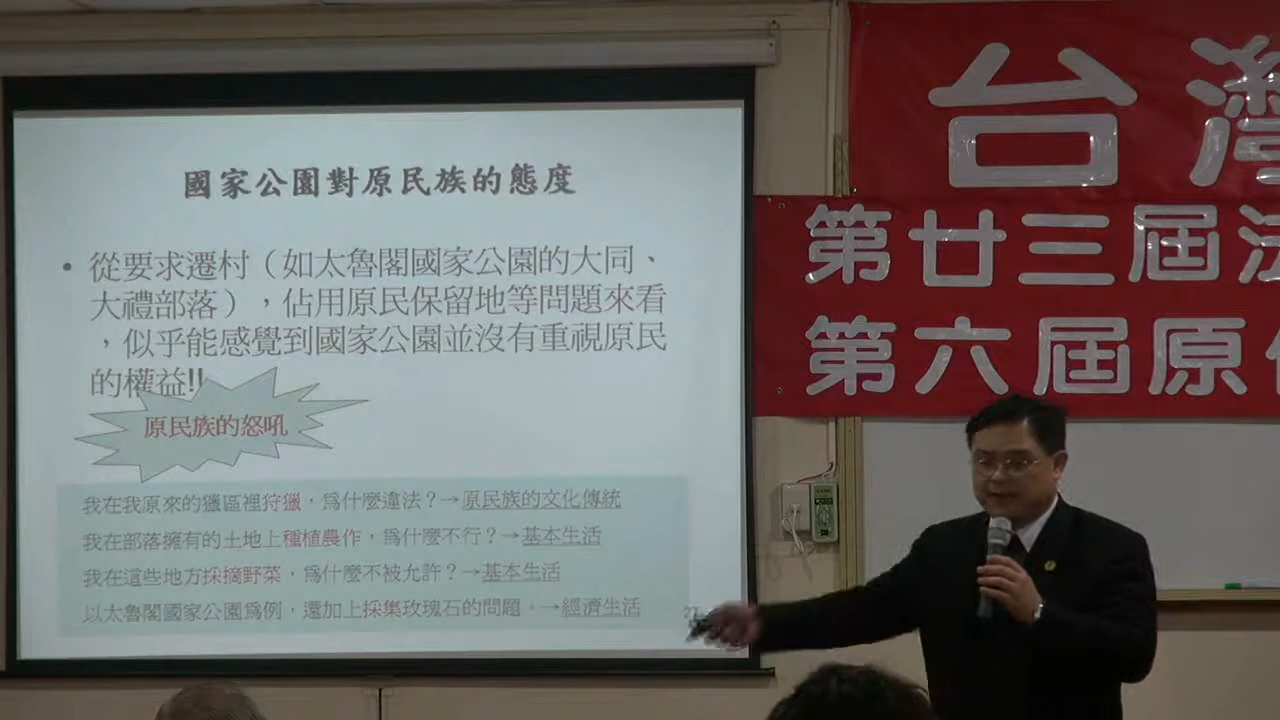 國家公園對原民族的態度
• 從要求遷村（如太魯閣國家公園的大同、
大禮部落），佔用原民保留地等問題來看
，似乎能感覺到國家公園並沒有重視原民
的權益!!
原民族的怒吼
我在我原來的獵區裡狩獵，為什麼違法？→原民族的文化傳統
我在部落擁有的土地上種植農作，為什麼不行？→基本生活
我在這些地方採摘野菜，為什麼不被允許？→基本生活
以太魯閣國家公園為例，還加上採集玫瑰石的問題。→經濟生活
27
台灣
第廿三屆法
第六屆原住